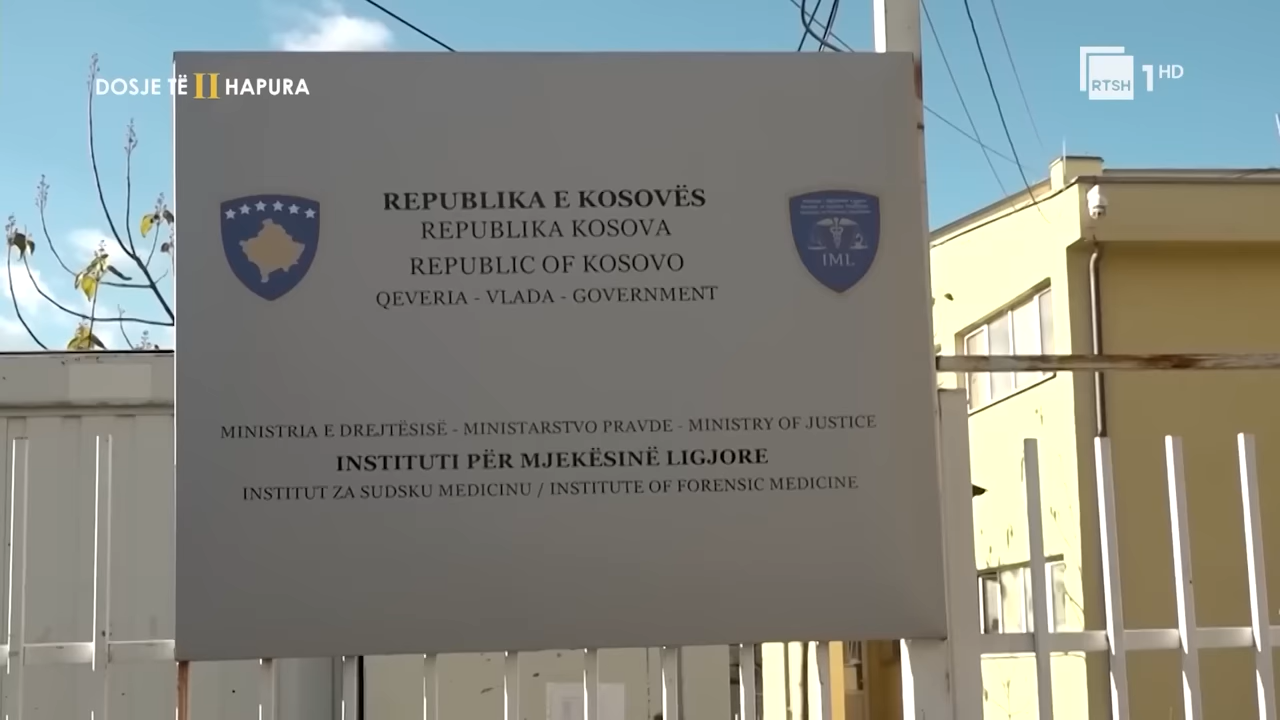 DOSJE TË II HAPURA
RTSH 1 HD
REPUBLIKA E KOSOVËS
REPUBLIKA KOSOVA
REPUBLIC OF KOSOVO
QEVERIA - VLADA - GOVERNMENT
IML
MINISTRIA E DREJTËSISË - MINISTARSTVO PRAVDE - MINISTRY OF JUSTICE
INSTITUTI PËR MJEKËSINË LIGJORE
INSTITUT ZA SUDSKU MEDICINU / INSTITUTE OF FORENSIC MEDICINE